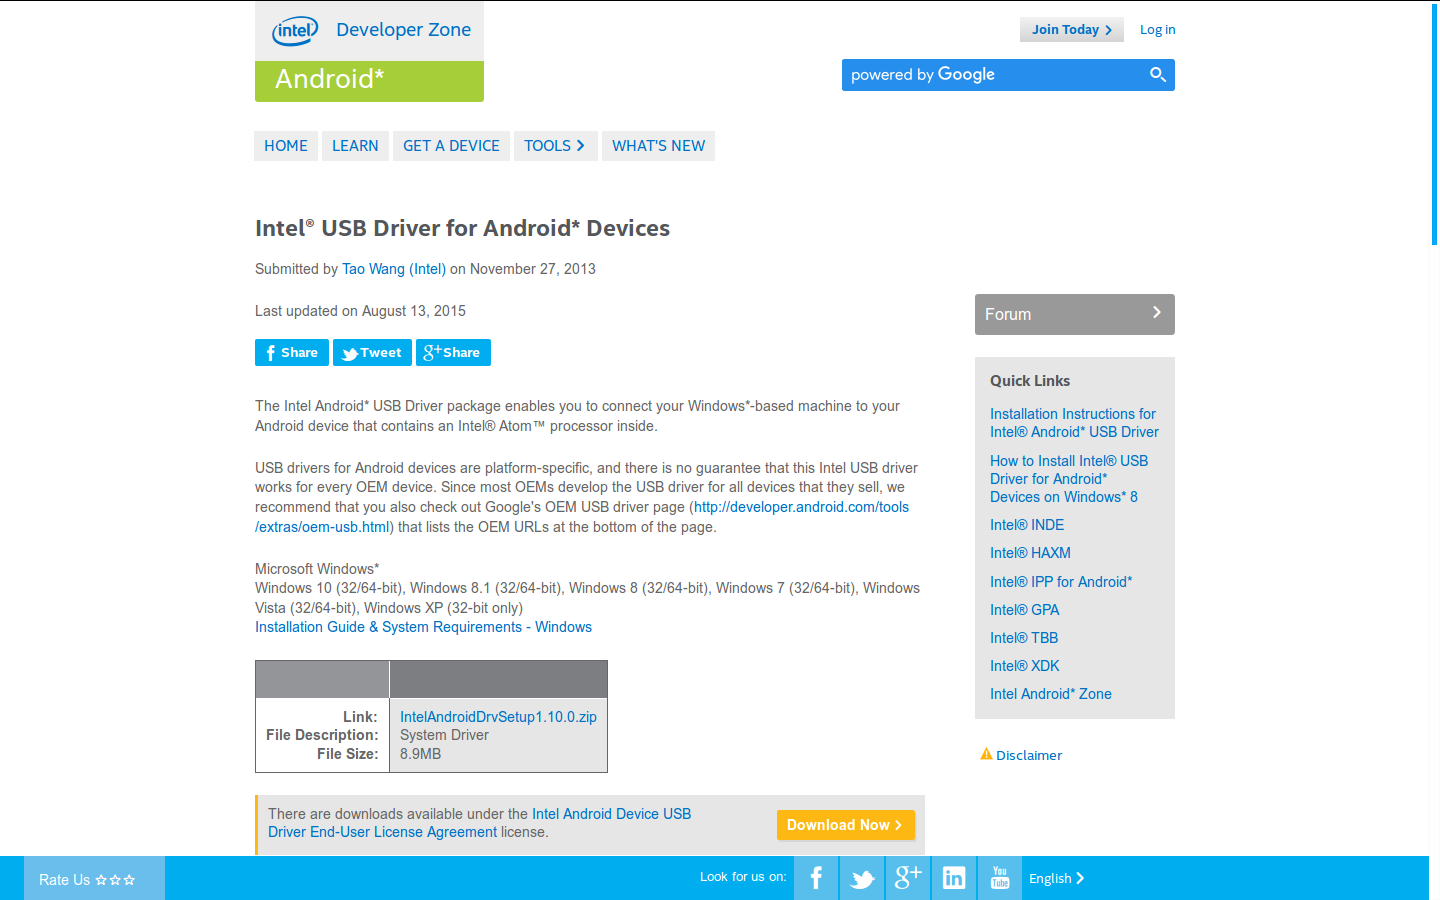 intel Developer Zone
Android*
Join Today
Log in
powered by Google
HOME LEARN GET A DEVICE TOOLS WHAT'S NEW
Intel® USB Driver for Android* Devices
Submitted by Tao Wang (Intel) on November 27, 2013
Last updated on August 13, 2015
Share Tweet g+ Share
The Intel Android* USB Driver package enables you to connect your Windows*-based machine to your
Android device that contains an Intel® Atom™ processor inside.
USB drivers for Android devices are platform-specific, and there is no guarantee that this Intel USB driver
works for every OEM device. Since most OEMs develop the USB driver for all devices that they sell, we
recommend that you also check out Google's OEM USB driver page (http://developer.android.com/tools
/extras/oem-usb.html) that lists the OEM URLs at the bottom of the page.
Microsoft Windows*
Windows 10 (32/64-bit), Windows 8.1 (32/64-bit), Windows 8 (32/64-bit), Windows 7 (32/64-bit), Windows
Vista (32/64-bit), Windows XP (32-bit only)
Installation Guide & System Requirements - Windows
Link: IntelAndroidDrvSetup1.10.0.zip
File Description: System Driver
File Size: 8.9MB
There are downloads available under the Intel Android Device USB
Driver End-User License Agreement license.
Download Now
Forum
Quick Links
Installation Instructions for
Intel® Android* USB Driver
How to Install Intel® USB
Driver for Android*
Devices on Windows* 8
Intel® INDE
Intel® HAXM
Intel® IPP for Android*
Intel® GPA
Intel® TBB
Intel® XDK
Intel Android* Zone
Disclaimer
Rate Us
Look for us on: f g+ in You Tube English